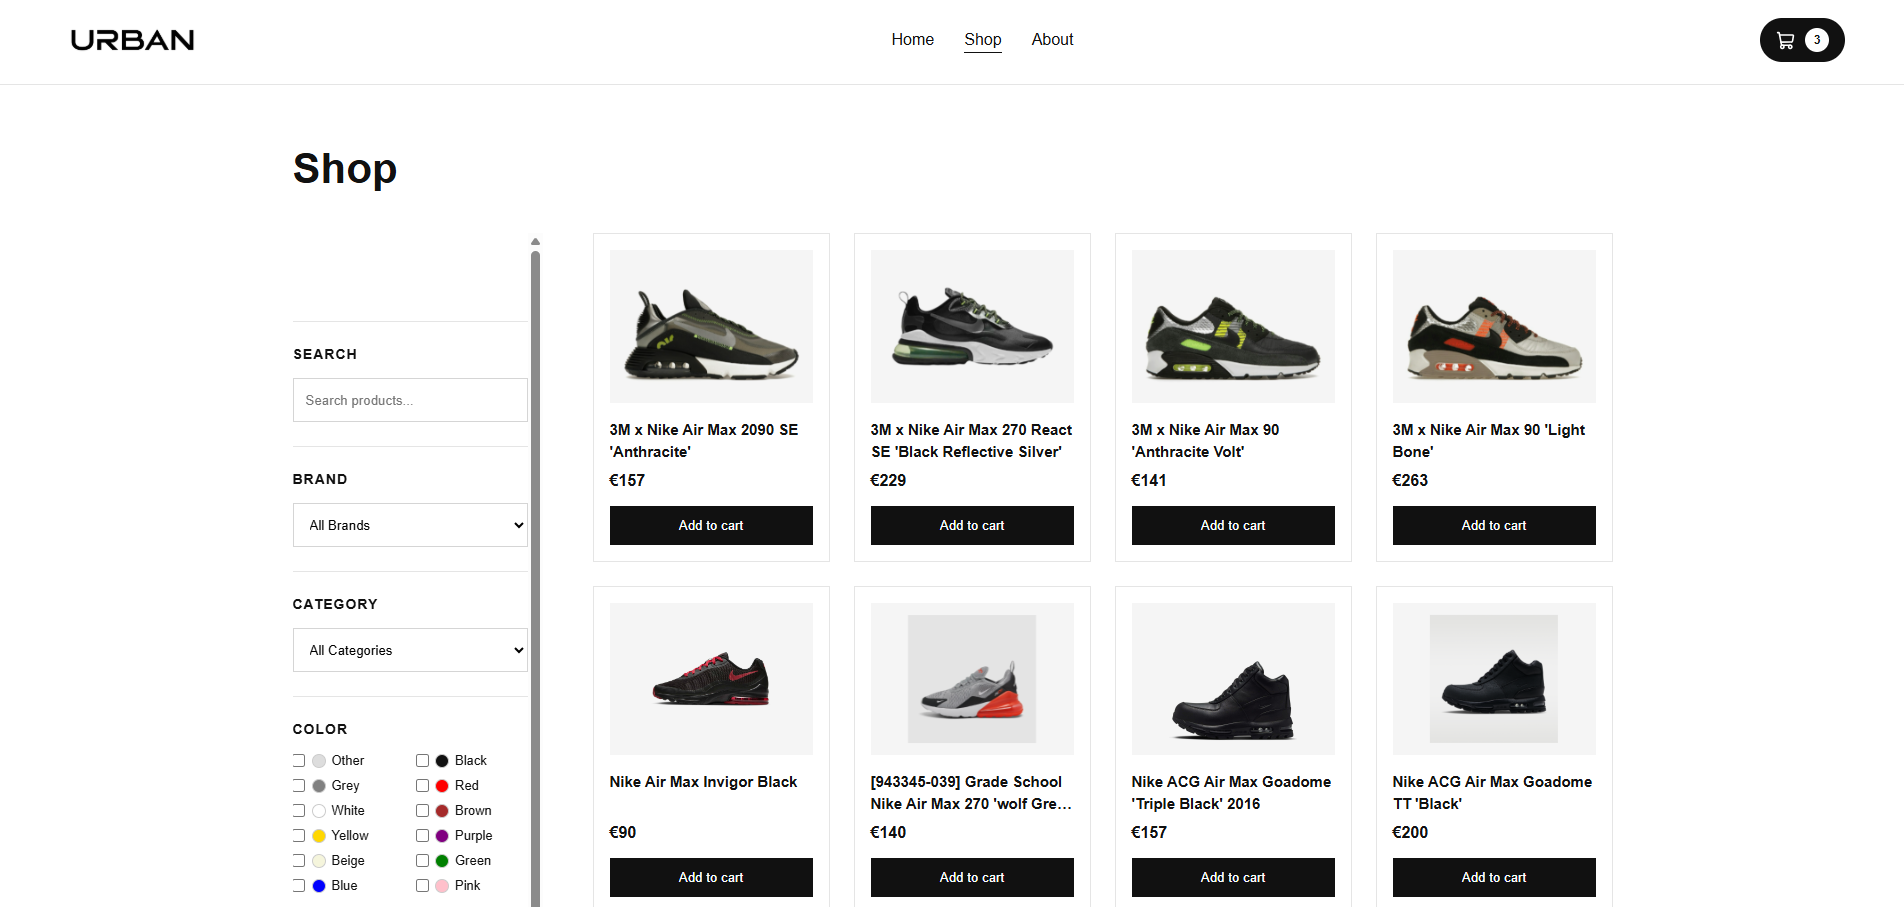 URBAN
Home
Shop
About
3
Shop
SEARCH
Search products...
BRAND
All Brands
CATEGORY
All Categories
COLOR
Other
Black
Grey
Red
White
Brown
Yellow
Purple
Beige
Green
Blue
Pink
3M x Nike Air Max 2090 SE
'Anthracite'
€157
Add to cart
3M x Nike Air Max 270 React
SE 'Black Reflective Silver'
€229
Add to cart
3M x Nike Air Max 90
'Anthracite Volt'
€141
Add to cart
3M x Nike Air Max 90 'Light
Bone'
€263
Add to cart
Nike Air Max Invigor Black
€90
Add to cart
[943345-039] Grade School
Nike Air Max 270 'wolf Gre...
€140
Add to cart
Nike ACG Air Max Goadome
'Triple Black' 2016
€157
Add to cart
Nike ACG Air Max Goadome
TT 'Black'
€200
Add to cart